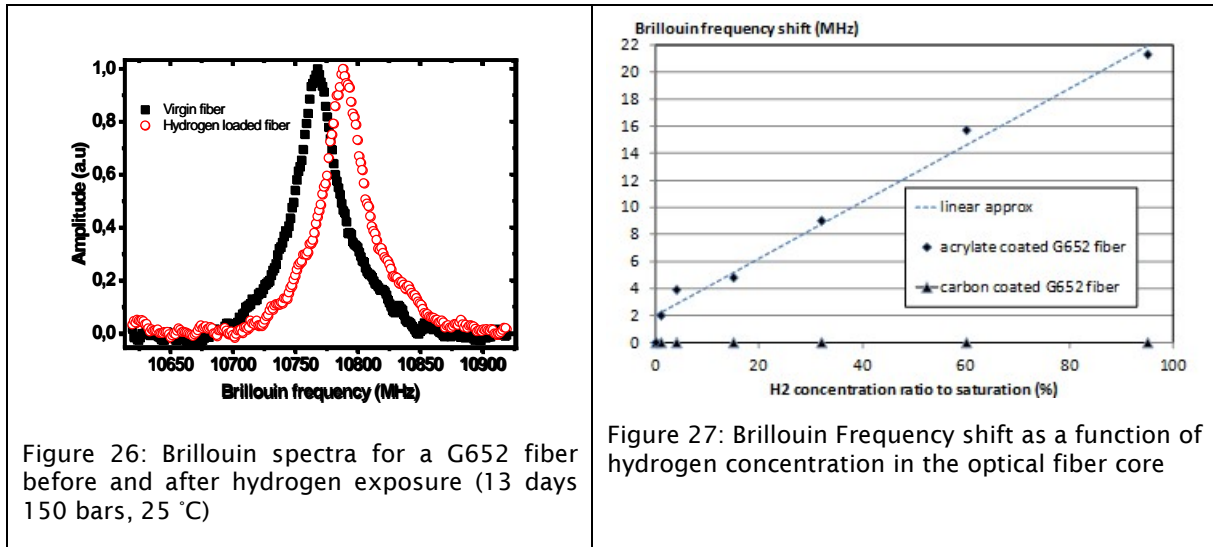 1,0
0,8
0,6
0,4
0,2
0,0
Amplitude (a.u)
Virgin fiber
Hydrogen loaded fiber
10650 10700 10750 10800 10850 10900
Brillouin frequency (MHz)
Figure 26: Brillouin spectra for a G652 fiber
before and after hydrogen exposure (13 days
150 bars, 25 °C)
Brillouin frequency shift (MHz)
22
20
18
16
14
12
10
8
6
4
2
0
linear approx
acrylate coated G652 fiber
carbon coated G652 fiber
0 20 40 60 80 100
H2 concentration ratio to saturation (%)
Figure 27: Brillouin Frequency shift as a function of
hydrogen concentration in the optical fiber core